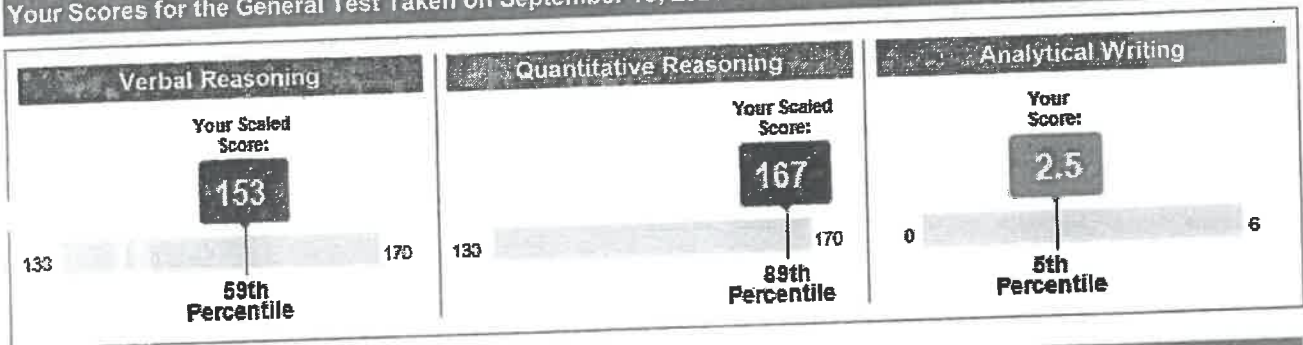 Your Scores for the General Test Taken on September
Verbal Reasoning
Your Scaled
Score:
153
133 170
59th
Percentile
Quantitative Reasoning
Your Scaled
Score:
167
130 170
89th
Percentile
Analytical Writing
Your
Score:
2.5
0 6
5th
Percentile